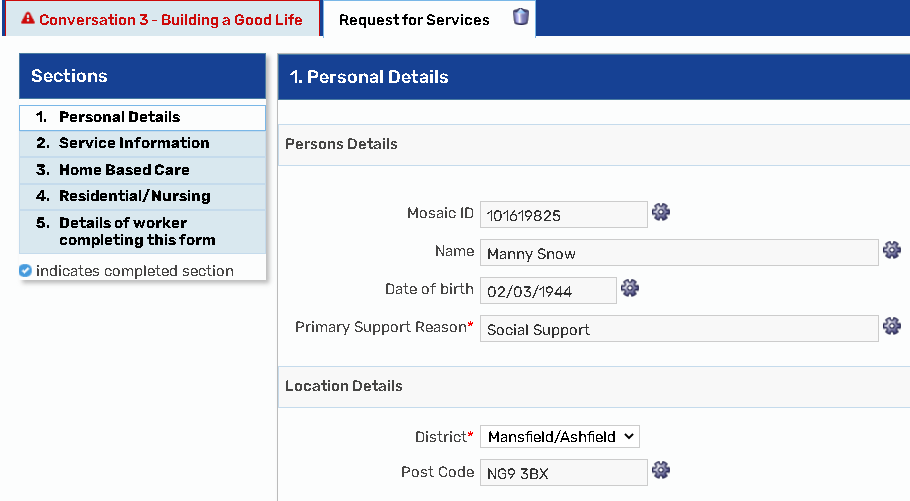 Conversation 3 - Building a Good Life
Request for Services
Sections
1. Personal Details
2. Service Information
3. Home Based Care
4. Residential/Nursing
5. Details of worker
completing this form
indicates completed section
1. Personal Details
Persons Details
Mosaic ID 101619825
Name Manny Snow
Date of birth 02/03/1944
Primary Support Reason* Social Support
Location Details
District* Mansfield/Ashfield
Post Code NG9 3BX